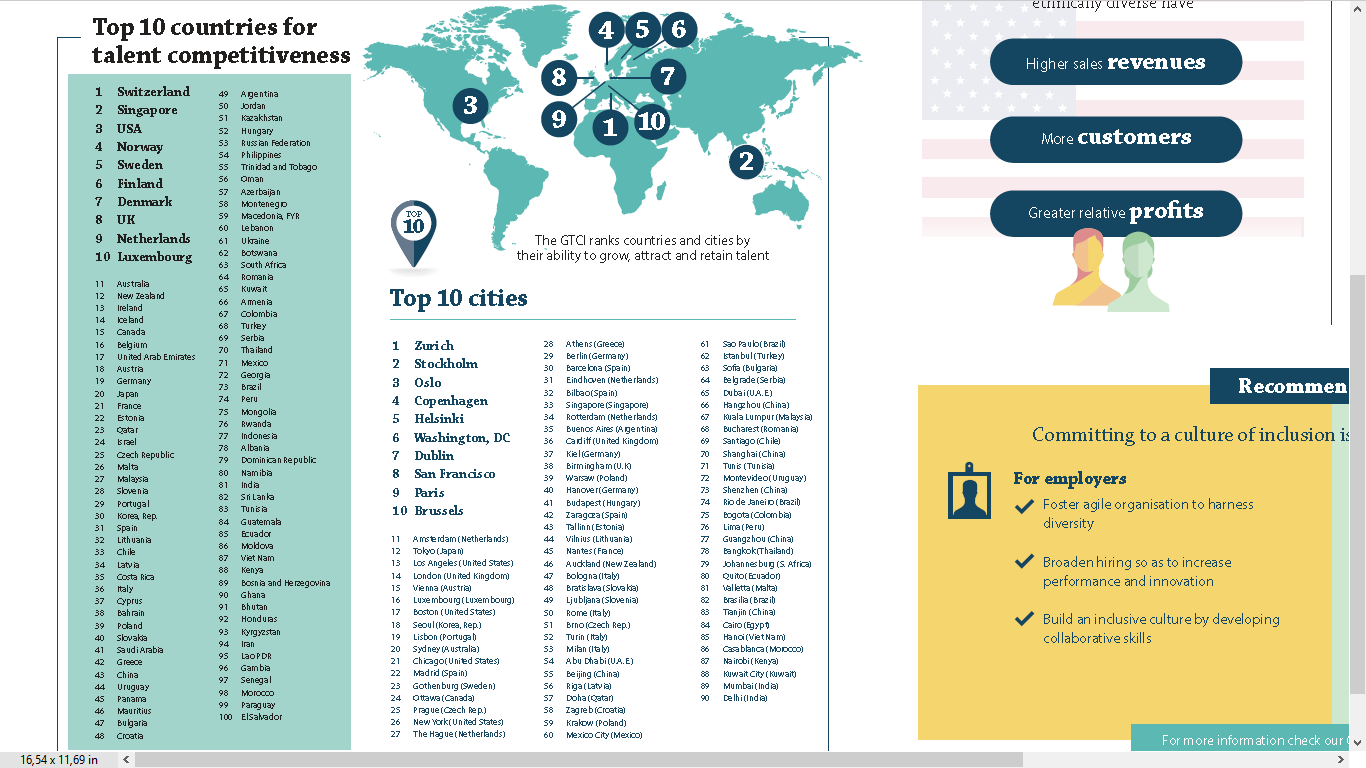 Top 10 countries for
talent competitiveness
1 Switzerland
2 Singapore
3 USA
4 Norway
5 Sweden
6 Finland
7 Denmark
8 UK
9 Netherlands
10 Luxembourg
11 Australia
12 New Zealand
13 Ireland
14 Iceland
15 Canada
16 Belgium
17 United Arab Emirates
18 Austria
19 Germany
20 Japan
21 France
22 Estonia
23 Qatar
24 Israel
25 Czech Republic
26 Malta
27 Malaysia
28 Slovenia
29 Portugal
30 Korea, Rep.
31 Spain
32 Lithuania
33 Chile
34 Latvia
35 Costa Rica
36 Italy
37 Cyprus
38 Bahrain
39 Poland
40 Slovakia
41 Saudi Arabia
42 Greece
43 China
44 Uruguay
45 Panama
46 Mauritius
47 Bulgaria
48 Croatia
49 Argentina
50 Jordan
51 Kazakhstan
52 Hungary
53 Russian Federation
54 Philippines
55 Trinidad and Tobago
56 Oman
57 Azerbaijan
58 Montenegro
59 Macedonia, FYR
60 Lebanon
61 Ukraine
62 Botswana
63 South Africa
64 Romania
65 Kuwait
66 Armenia
67 Colombia
68 Turkey
69 Serbia
70 Thailand
71 Mexico
72 Georgia
73 Brazil
74 Peru
75 Mongolia
76 Rwanda
77 Indonesia
78 Albania
79 Dominican Republic
80 Namibia
81 India
82 Sri Lanka
83 Tunisia
84 Guatemala
85 Ecuador
86 Moldova
87 Viet Nam
88 Kenya
89 Bosnia and Herzegovina
90 Ghana
91 Bhutan
92 Honduras
93 Kyrgyzstan
94 Iran
95 Lao PDR
96 Gambia
97 Senegal
98 Morocco
99 Paraguay
100 El Salvador
4 5 6
8 7
3
9 1 10
2
TOP
10
The GTCI ranks countries and cities by
their ability to grow, attract and retain talent
Top 10 cities
1 Zurich
2 Stockholm
3 Oslo
4 Copenhagen
5 Helsinki
6 Washington, DC
7 Dublin
8 San Francisco
9 Paris
10 Brussels
11 Amsterdam (Netherlands)
12 Tokyo (Japan)
13 Los Angeles (United States)
14 London (United Kingdom)
15 Vienna (Austria)
16 Luxembourg (Luxembourg)
17 Boston (United States)
18 Seoul (Korea, Rep.)
19 Lisbon (Portugal)
20 Sydney (Australia)
21 Chicago (United States)
22 Madrid (Spain)
23 Gothenburg (Sweden)
24 Ottawa (Canada)
25 Prague (Czech Rep.)
26 New York (United States)
27 The Hague (Netherlands)
28 Athens (Greece)
29 Berlin (Germany)
30 Barcelona (Spain)
31 Eindhoven (Netherlands)
32 Bilbao (Spain)
33 Singapore (Singapore)
34 Rotterdam (Netherlands)
35 Buenos Aires (Argentina)
36 Cardiff (United Kingdom)
37 Kiel (Germany)
38 Birmingham (U.K)
39 Warsaw (Poland)
40 Hanover (Germany)
41 Budapest (Hungary)
42 Zaragoza (Spain)
43 Tallinn (Estonia)
44 Vilnius (Lithuania)
45 Nantes (France)
46 Auckland (New Zealand)
47 Bologna (Italy)
48 Bratislava (Slovakia)
49 Ljubljana (Slovenia)
50 Rome (Italy)
51 Brno (Czech Rep.)
52 Turin (Italy)
53 Milan (Italy)
54 Abu Dhabi (U.A.E.)
55 Beijing (China)
56 Riga (Latvia)
57 Doha (Qatar)
58 Zagreb (Croatia)
59 Krakow (Poland)
60 Mexico City (Mexico)
61 Sao Paulo (Brazil)
62 Istanbul (Turkey)
63 Sofia (Bulgaria)
64 Belgrade (Serbia)
65 Dubai (U.A.E.)
66 Hangzhou (China)
67 Kuala Lumpur (Malaysia)
68 Bucharest (Romania)
69 Santiago (Chile)
70 Shanghai (China)
71 Tunis (Tunisia)
72 Montevideo (Uruguay)
73 Shenzhen (China)
74 Rio de Janeiro (Brazil)
75 Bogota (Colombia)
76 Lima (Peru)
77 Guangzhou (China)
78 Bangkok (Thailand)
79 Johannesburg (S. Africa)
80 Quito (Ecuador)
81 Valletta (Malta)
82 Brasilia (Brazil)
83 Tianjin (China)
84 Cairo (Egypt)
85 Hanoi (Viet Nam)
86 Casablanca (Morocco)
87 Nairobi (Kenya)
88 Kuwait City (Kuwait)
89 Mumbai (India)
90 Delhi (India)
ethnically diverse have
Higher sales revenues
More customers
Greater relative profits
Recommen
Committing to a culture of inclusion is
For employers
Foster agile organisation to harness
diversity
Broaden hiring so as to increase
performance and innovation
Build an inclusive culture by developing
collaborative skills
For more information check our
16,54 x 11,69 in